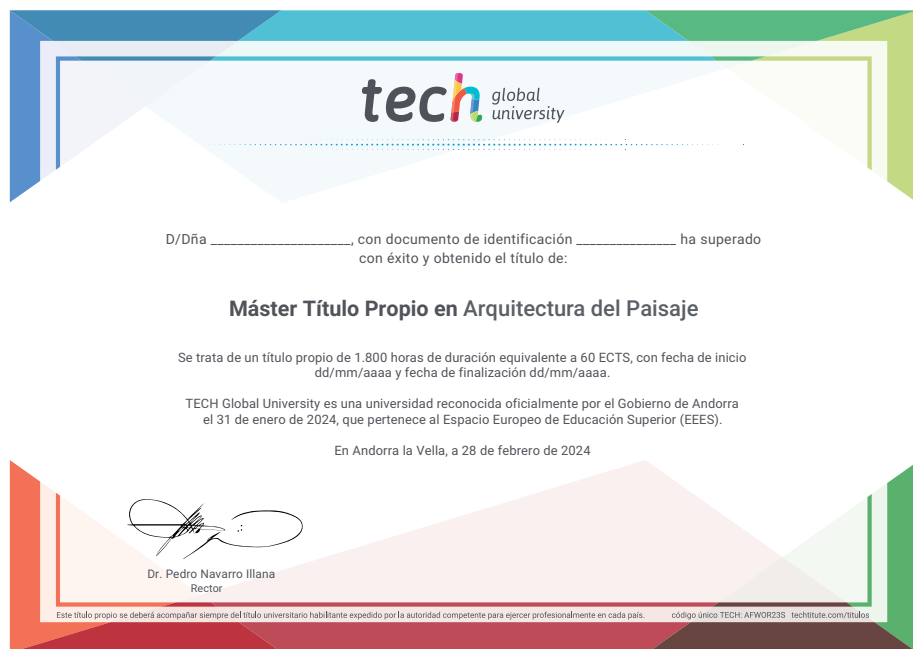 tech global university
D/Dña _____________________, con documento de identificación _______________ ha superado
con éxito y obtenido el título de:
Máster Título Propio en Arquitectura del Paisaje
Se trata de un título propio de 1.800 horas de duración equivalente a 60 ECTS, con fecha de inicio
dd/mm/aaaa y fecha de finalización dd/mm/aaaa.
TECH Global University es una universidad reconocida oficialmente por el Gobierno de Andorra
el 31 de enero de 2024, que pertenece al Espacio Europeo de Educación Superior (EEES).
En Andorra la Vella, a 28 de febrero de 2024
Dr. Pedro Navarro Illana
Rector
Este título propio se deberá acompañar siempre del título universitario habilitante expedido por la autoridad competente para ejercer profesionalmente en cada país. código único TECH: AFWOR23S techtitute.com/titulos